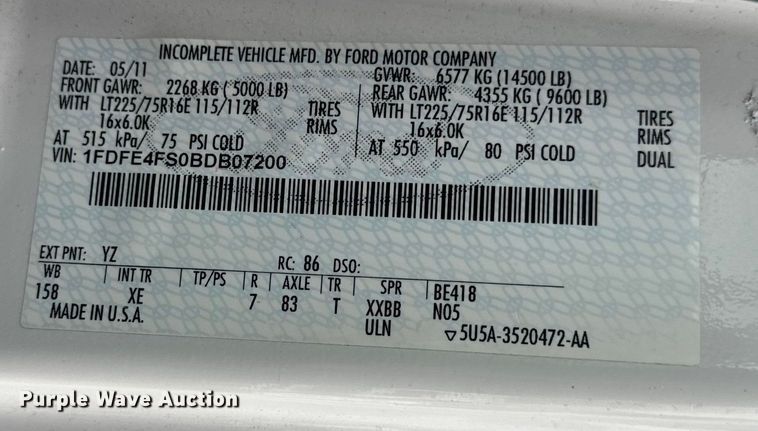 INCOMPLETE VEHICLE MFD. BY FORD MOTOR COMPANY
DATE: 05/11 GVWR: 6577 KG (14500 LB)
FRONT GAWR: 2268 KG ( 5000 LB) REAR GAWR: 4355 KG ( 9600 LB)
WITH LT225/75R16E 115/112R TIRES WITH LT225/75R16E 115/112R TIRES
16x6.0K RIMS 16x6.0K RIMS
AT 515 kPa/ 75 PSI COLD AT 550 kPa/ 80 PSI COLD DUAL
VIN: 1FDFE4FS0BDB07200
EXT PNT: YZ RC: 86 DSO:
WB INT TR TP/PS R AXLE TR SPR BE418
158 XE 7 83 T XXBB N05
MADE IN U.S.A. ULN ▽5U5A-3520472-AA
Purple Wave Auction